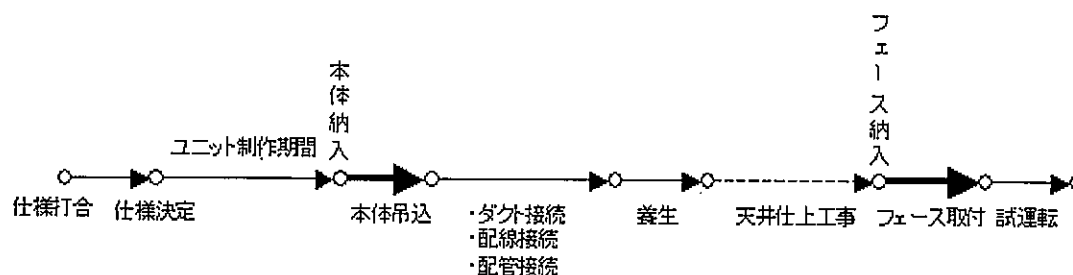 仕様打合
仕様決定
ユニット制作期間
本体納入
本体吊込
・ダクト接続
・配線接続
・配管接続
養生
天井仕上工事
フェース納入
フェース取付
試運転